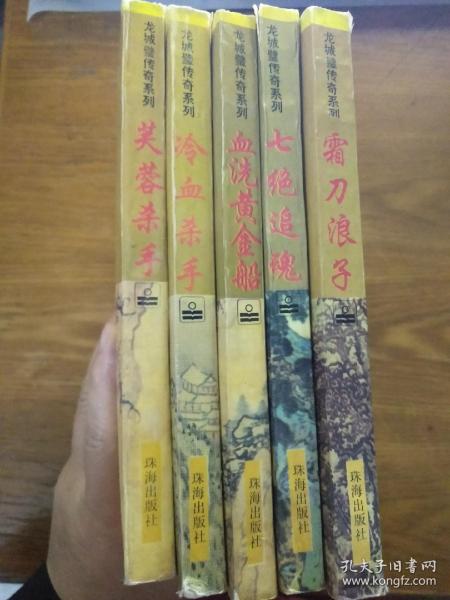 龙城璧传奇系列
芙蓉杀手
珠海出版社
龙城璧传奇系列
冷血杀手
珠海出版社
龙城璧传奇系列
血洗黄金船
珠海出版社
龙城璧传奇系列
七绝追魂
珠海出版社
龙城璧传奇系列
霜刀浪子
珠海出版社
孔夫子旧书网
www.kongfz.com